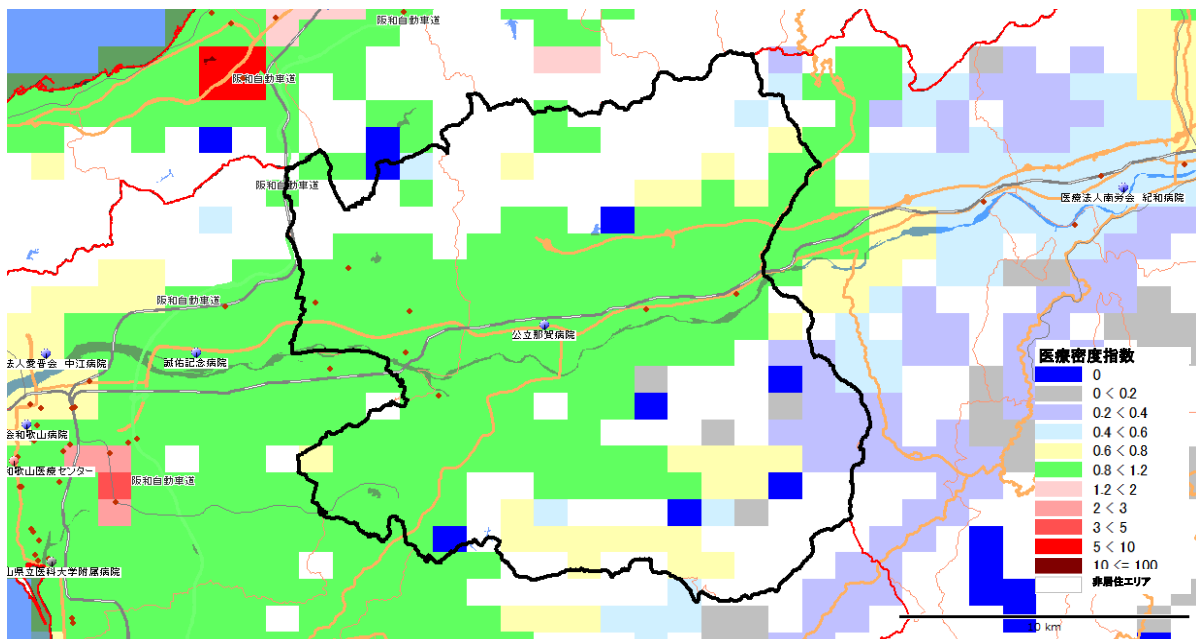 阪和自動車道
阪和自動車道
阪和自動車道
医療法人南労会 紀和病院
阪和自動車道
公立那賀病院
法人愛晋会 中江病院
誠佑記念病院
会和歌山病院
和歌山医療センター
阪和自動車道
山県立医科大学附属病院
医療密度指数
0
0 < 0.2
0.2 < 0.4
0.4 < 0.6
0.6 < 0.8
0.8 < 1.2
1.2 < 2
2 < 3
3 < 5
5 < 10
10 <= 100
非居住エリア
10 km